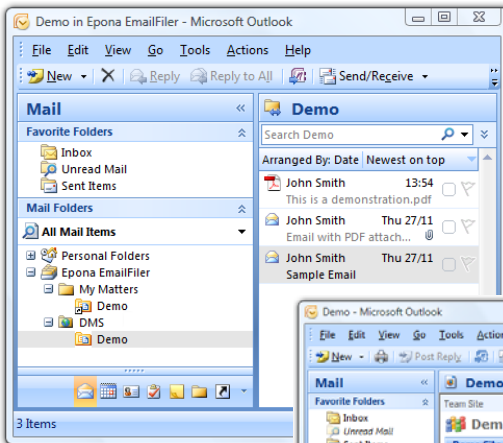 Demo in Epona EmailFiler - Microsoft Outlook
File Edit View Go Tools Actions Help
New Reply Reply to All Send/Receive
Mail
Favorite Folders
Inbox
Unread Mail
Sent Items
Mail Folders
All Mail Items
Personal Folders
Epona EmailFiler
My Matters
Demo
DMS
Demo
3 Items
Demo
Search Demo
Arranged By: Date Newest on top
John Smith 13:54
This is a demonstration.pdf
John Smith Thu 27/11
Email with PDF attach...
John Smith Thu 27/11
Sample Email
Demo - Microsoft Outlook
File Edit View Go Tools Action
New Post Reply
Mail
Favorite Folders
Inbox
Unread Mail
Sent Items
Demo
Team Site
Dem